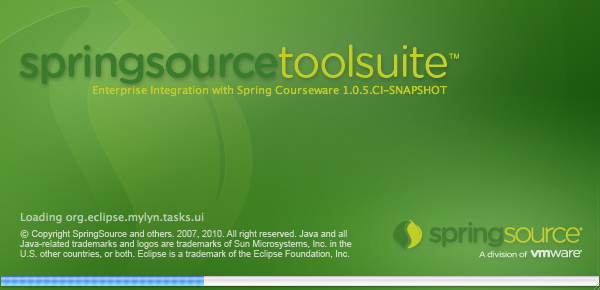 springsourcetoolsuite™
Enterprise Integration with Spring Courseware 1.0.5.CI-SNAPSHOT
Loading org.eclipse.mylyn.tasks.ui
© Copyright SpringSource and others. 2007, 2010. All right reserved. Java and all
Java-related trademarks and logos are trademarks of Sun Microsystems, Inc. in the
U.S. other countries, or both. Eclipse is a trademark of the Eclipse Foundation, Inc.
springsource
A division of vmware